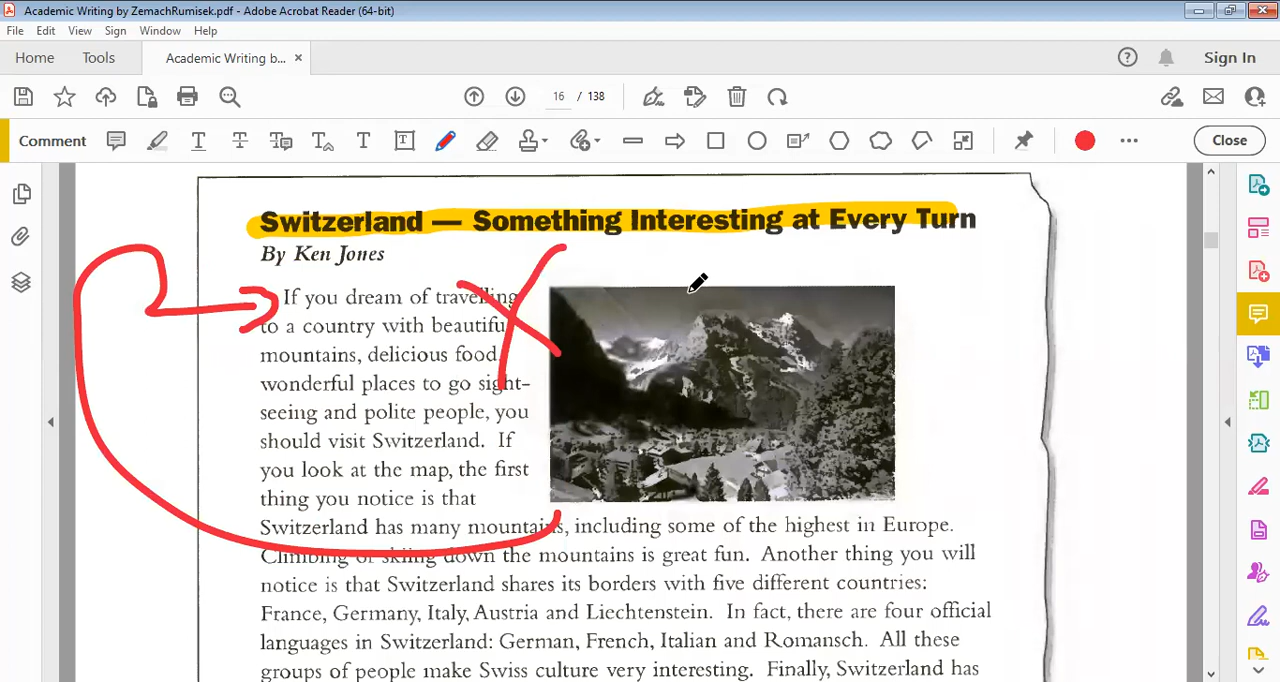 Academic Writing by ZemachRumisek.pdf - Adobe Acrobat Reader (64-bit)
File Edit View Sign Window Help
Home Tools Academic Writing b... × Sign In
16 / 138
Comment Close
Switzerland — Something Interesting at Every Turn
By Ken Jones
If you dream of travelling
to a country with beautifu
mountains, delicious food,
wonderful places to go sight-
seeing and polite people, you
should visit Switzerland. If
you look at the map, the first
thing you notice is that
Switzerland has many mountains, including some of the highest in Europe.
Climbing or skiing down the mountains is great fun. Another thing you will
notice is that Switzerland shares its borders with five different countries:
France, Germany, Italy, Austria and Liechtenstein. In fact, there are four official
languages in Switzerland: German, French, Italian and Romansch. All these
groups of people make Swiss culture very interesting. Finally, Switzerland has